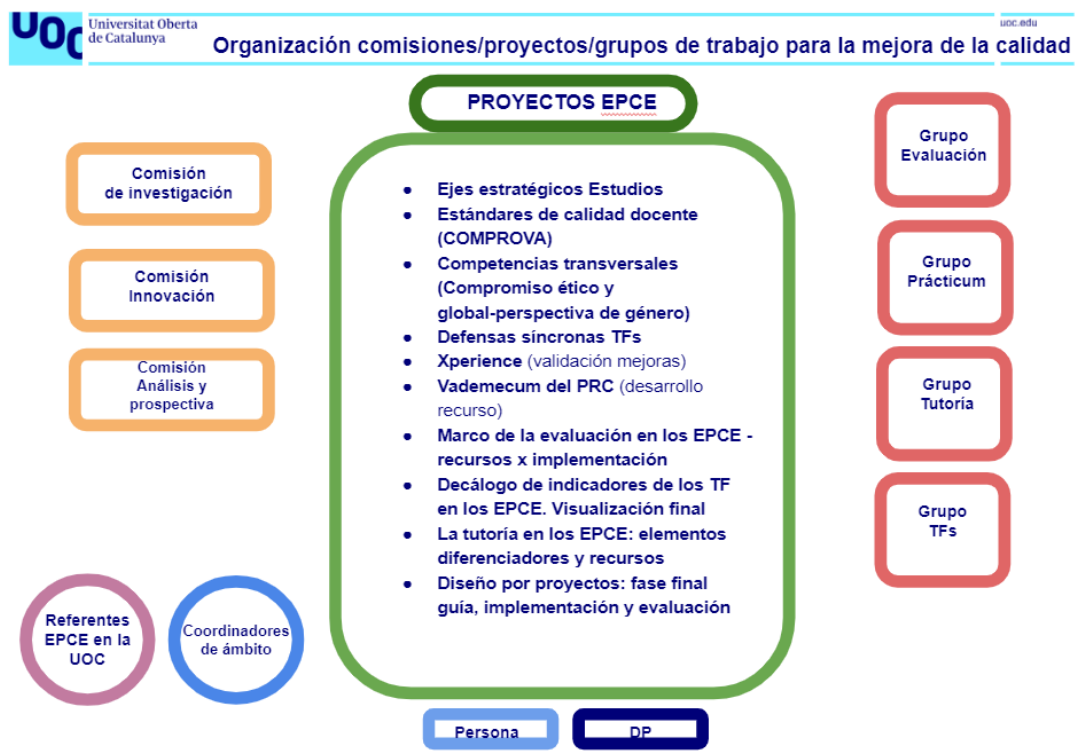 UOC
Universitat Oberta
de Catalunya
uoc.edu
Organización comisiones/proyectos/grupos de trabajo para la mejora de la calidad
PROYECTOS EPCE
Comisión
de investigación
Comisión
Innovación
Comisión
Análisis y
prospectiva
● Ejes estratégicos Estudios
● Estándares de calidad docente
(COMPROVA)
● Competencias transversales
(Compromiso ético y
global-perspectiva de género)
● Defensas síncronas TFs
● Xperience (validación mejoras)
● Vademecum del PRC (desarrollo
recurso)
● Marco de la evaluación en los EPCE -
recursos x implementación
● Decálogo de indicadores de los TF
en los EPCE. Visualización final
● La tutoría en los EPCE: elementos
diferenciadores y recursos
● Diseño por proyectos: fase final
guía, implementación y evaluación
Grupo
Evaluación
Grupo
Prácticum
Grupo
Tutoría
Grupo
TFs
Referentes
EPCE en la
UOC
Coordinadores
de ámbito
Persona
DP